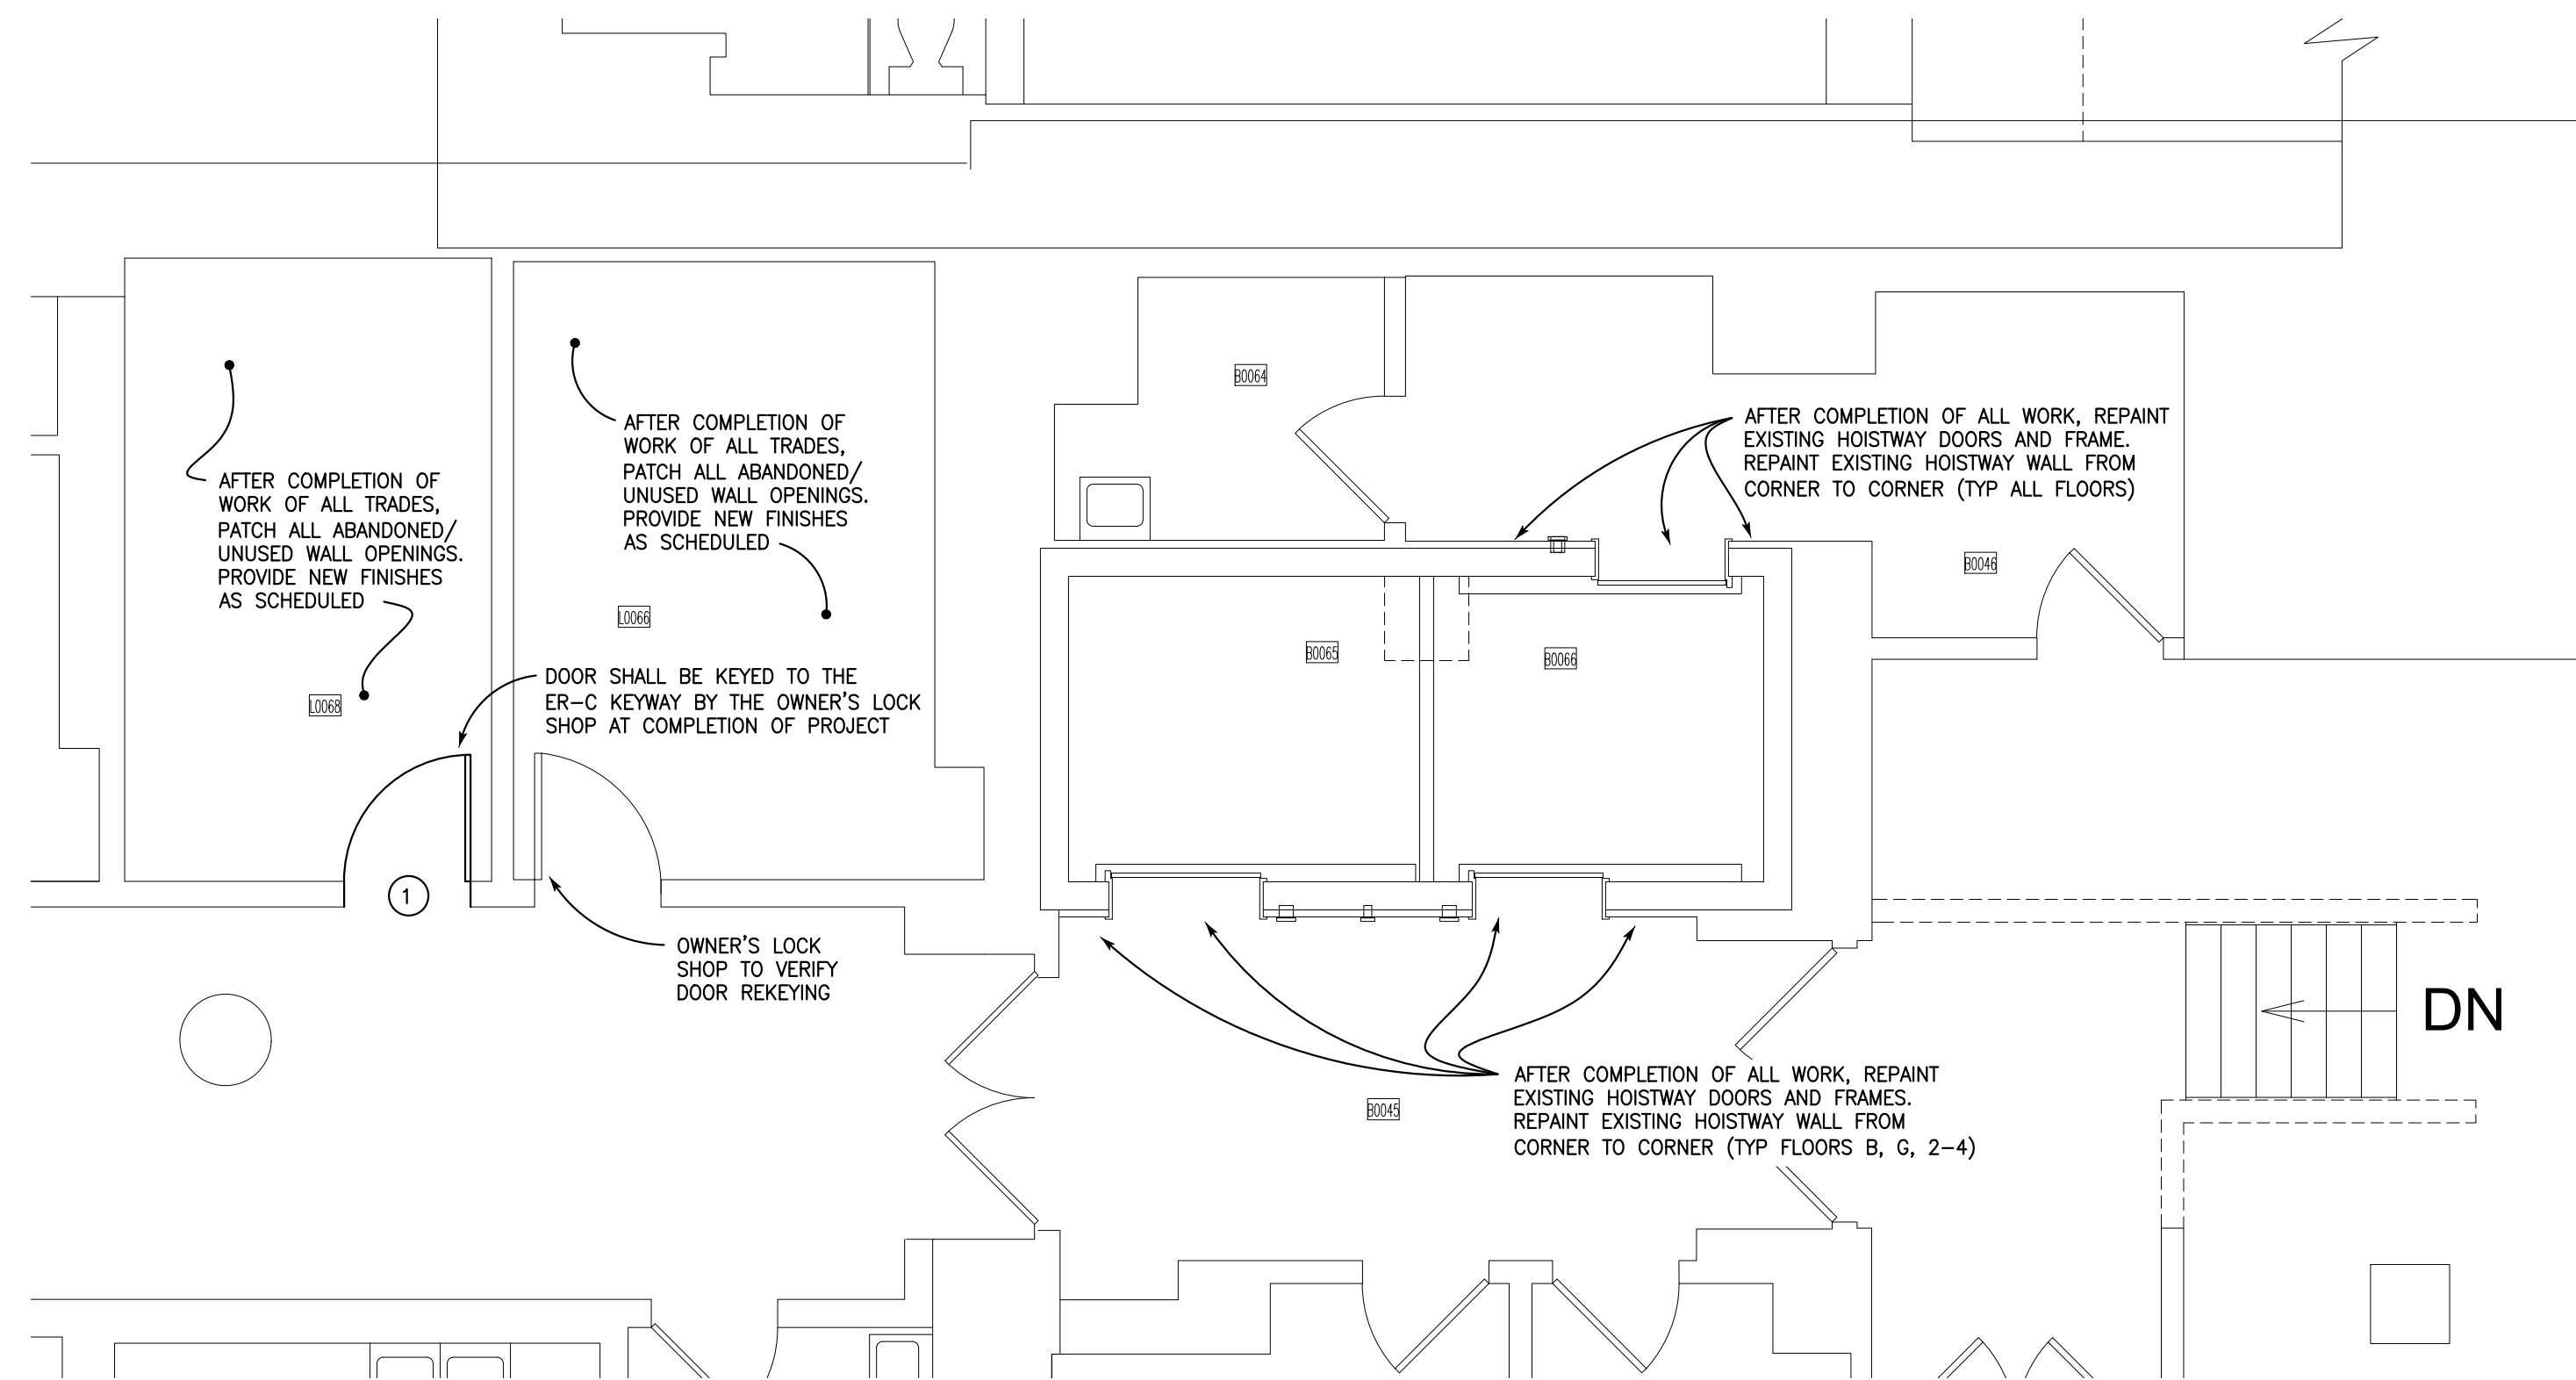 B0064
AFTER COMPLETION OF ALL WORK, REPAINT
EXISTING HOISTWAY DOORS AND FRAME.
REPAINT EXISTING HOISTWAY WALL FROM
CORNER TO CORNER (TYP ALL FLOORS)
AFTER COMPLETION OF
WORK OF ALL TRADES,
PATCH ALL ABANDONED/
UNUSED WALL OPENINGS.
PROVIDE NEW FINISHES
AS SCHEDULED
AFTER COMPLETION OF
WORK OF ALL TRADES,
PATCH ALL ABANDONED/
UNUSED WALL OPENINGS.
PROVIDE NEW FINISHES
AS SCHEDULED
B0046
L0066
B0065
B0066
L0068
DOOR SHALL BE KEYED TO THE
ER-C KEYWAY BY THE OWNER'S LOCK
SHOP AT COMPLETION OF PROJECT
1
OWNER'S LOCK
SHOP TO VERIFY
DOOR REKEYING
DN
AFTER COMPLETION OF ALL WORK, REPAINT
EXISTING HOISTWAY DOORS AND FRAMES.
REPAINT EXISTING HOISTWAY WALL FROM
CORNER TO CORNER (TYP FLOORS B, G, 2-4)
B0045